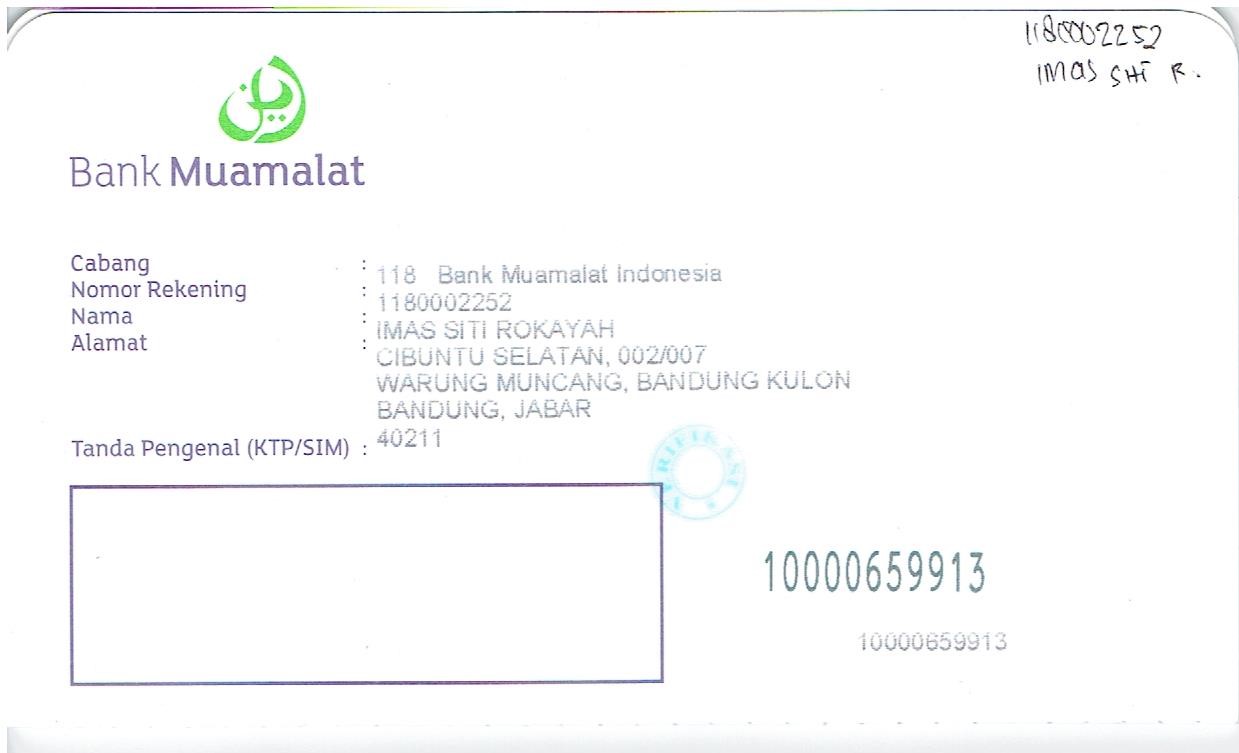 1180002252
IMAS SITI R.
Bank Muamalat
Cabang : 118 Bank Muamalat Indonesia
Nomor Rekening : 1180002252
Nama : IMAS SITI ROKAYAH
Alamat : CIBUNTU SELATAN, 002/007
WARUNG MUNCANG, BANDUNG KULON
BANDUNG, JABAR
40211
Tanda Pengenal (KTP/SIM) :
VERIFIKASI
10000659913
10000659913